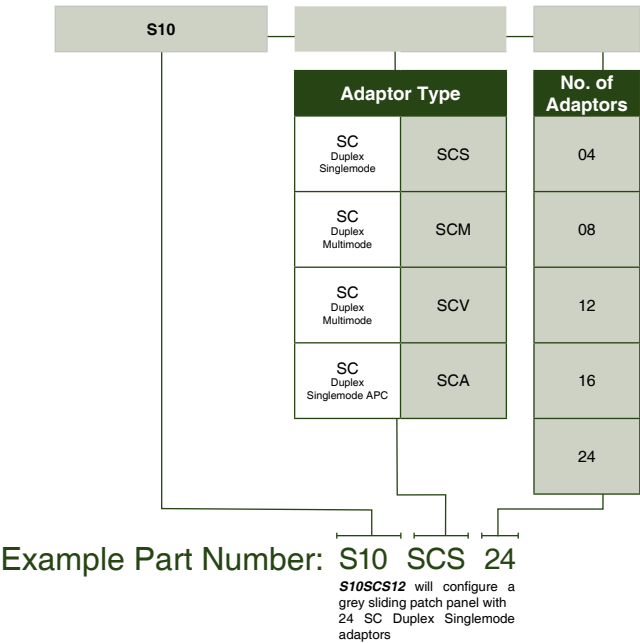 S10
Adaptor Type
No. of
Adaptors
SC
Duplex
Singlemode
SCS
04
SC
Duplex
Multimode
SCM
08
SC
Duplex
Multimode
SCV
12
SC
Duplex
Singlemode APC
SCA
16
24
Example Part Number: S10 SCS 24
S10SCS12 will configure a
grey sliding patch panel with
24 SC Duplex Singlemode
adaptors